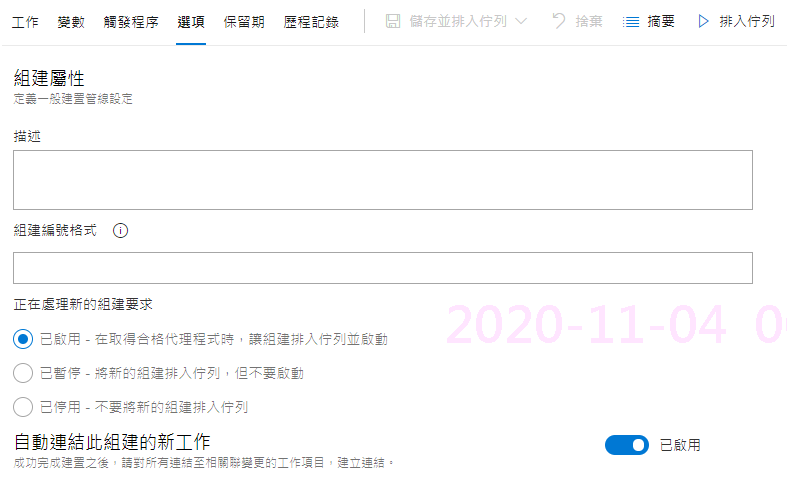 工作 變數 觸發程序 選項 保留期 歷程記錄 儲存並排入佇列 捨棄 摘要 排入佇列
組建屬性
定義一般建置管線設定
描述
組建編號格式
正在處理新的組建要求
2020-11-04
已啟用 - 在取得合格代理程式時，讓組建排入佇列並啟動
已暫停 - 將新的組建排入佇列，但不要啟動
已停用 - 不要將新的組建排入佇列
自動連結此組建的新工作 已啟用
成功完成建置之後，請對所有連結至相關聯變更的工作項目，建立連結。